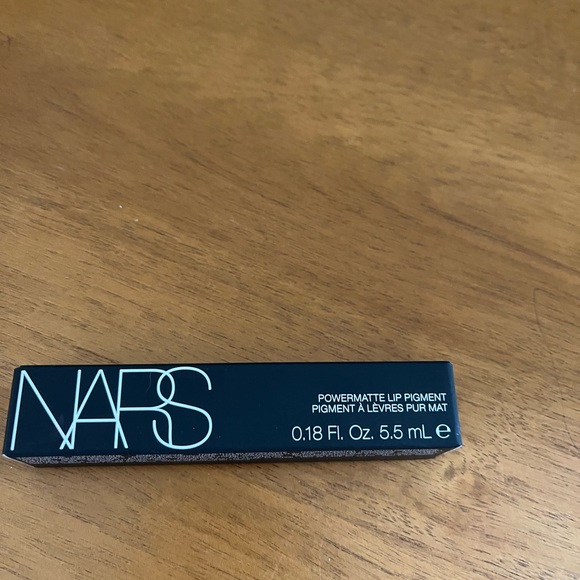 NARS
POWERMATTE LIP PIGMENT
PIGMENT À LÈVRES PUR MAT
0.18 Fl. Oz. 5.5 mL e